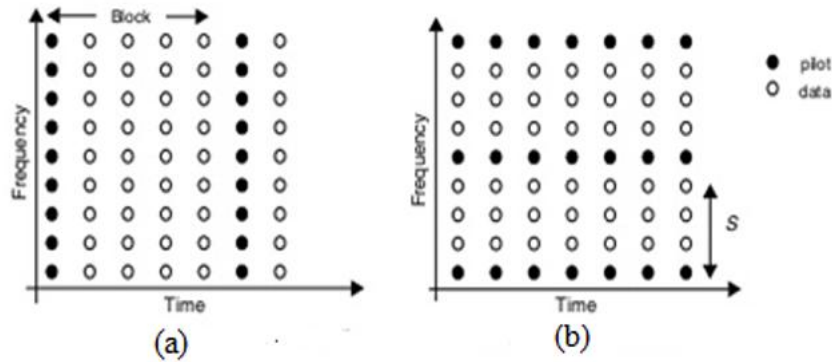 Block
Frequency
Time
(a)
Frequency
S
Time
(b)
pilot
data